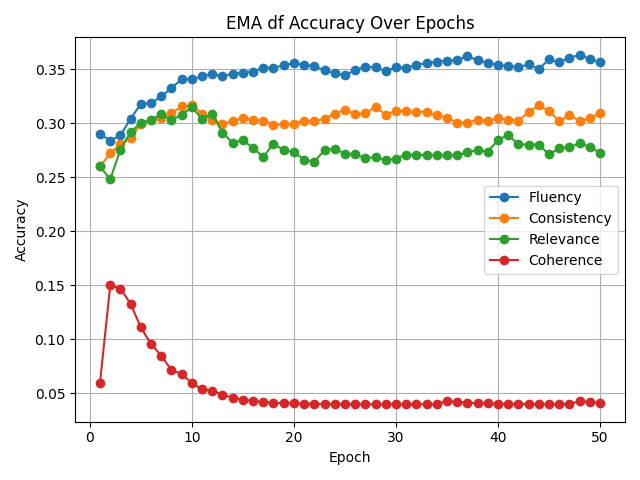 EMA df Accuracy Over Epochs
Accuracy
0.35
0.30
0.25
0.20
0.15
0.10
0.05
Fluency
Consistency
Relevance
Coherence
0 10 20 30 40 50
Epoch